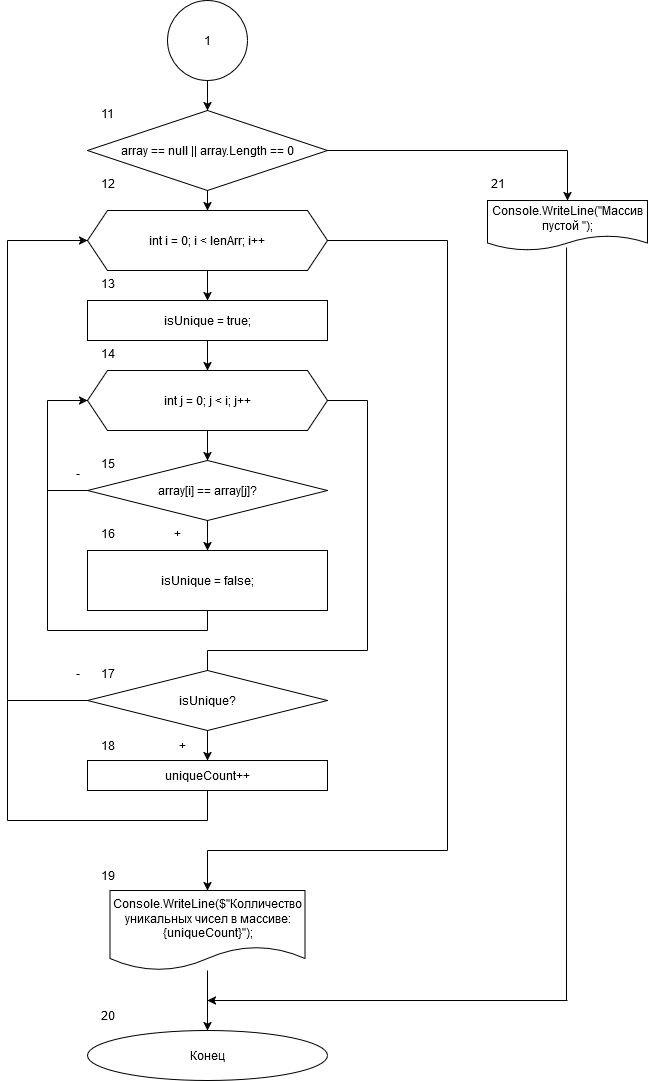 1
11
array == null || array.Length == 0
12
21
Console.WriteLine("Массив
пустой ");
int i = 0; i < lenArr; i++
13
isUnique = true;
14
int j = 0; j < i; j++
15
-
array[i] == array[j]?
16
+
isUnique = false;
-
17
isUnique?
18
+
uniqueCount++
19
Console.WriteLine($"Колличество
уникальных чисел в массиве:
{uniqueCount}");
20
Конец